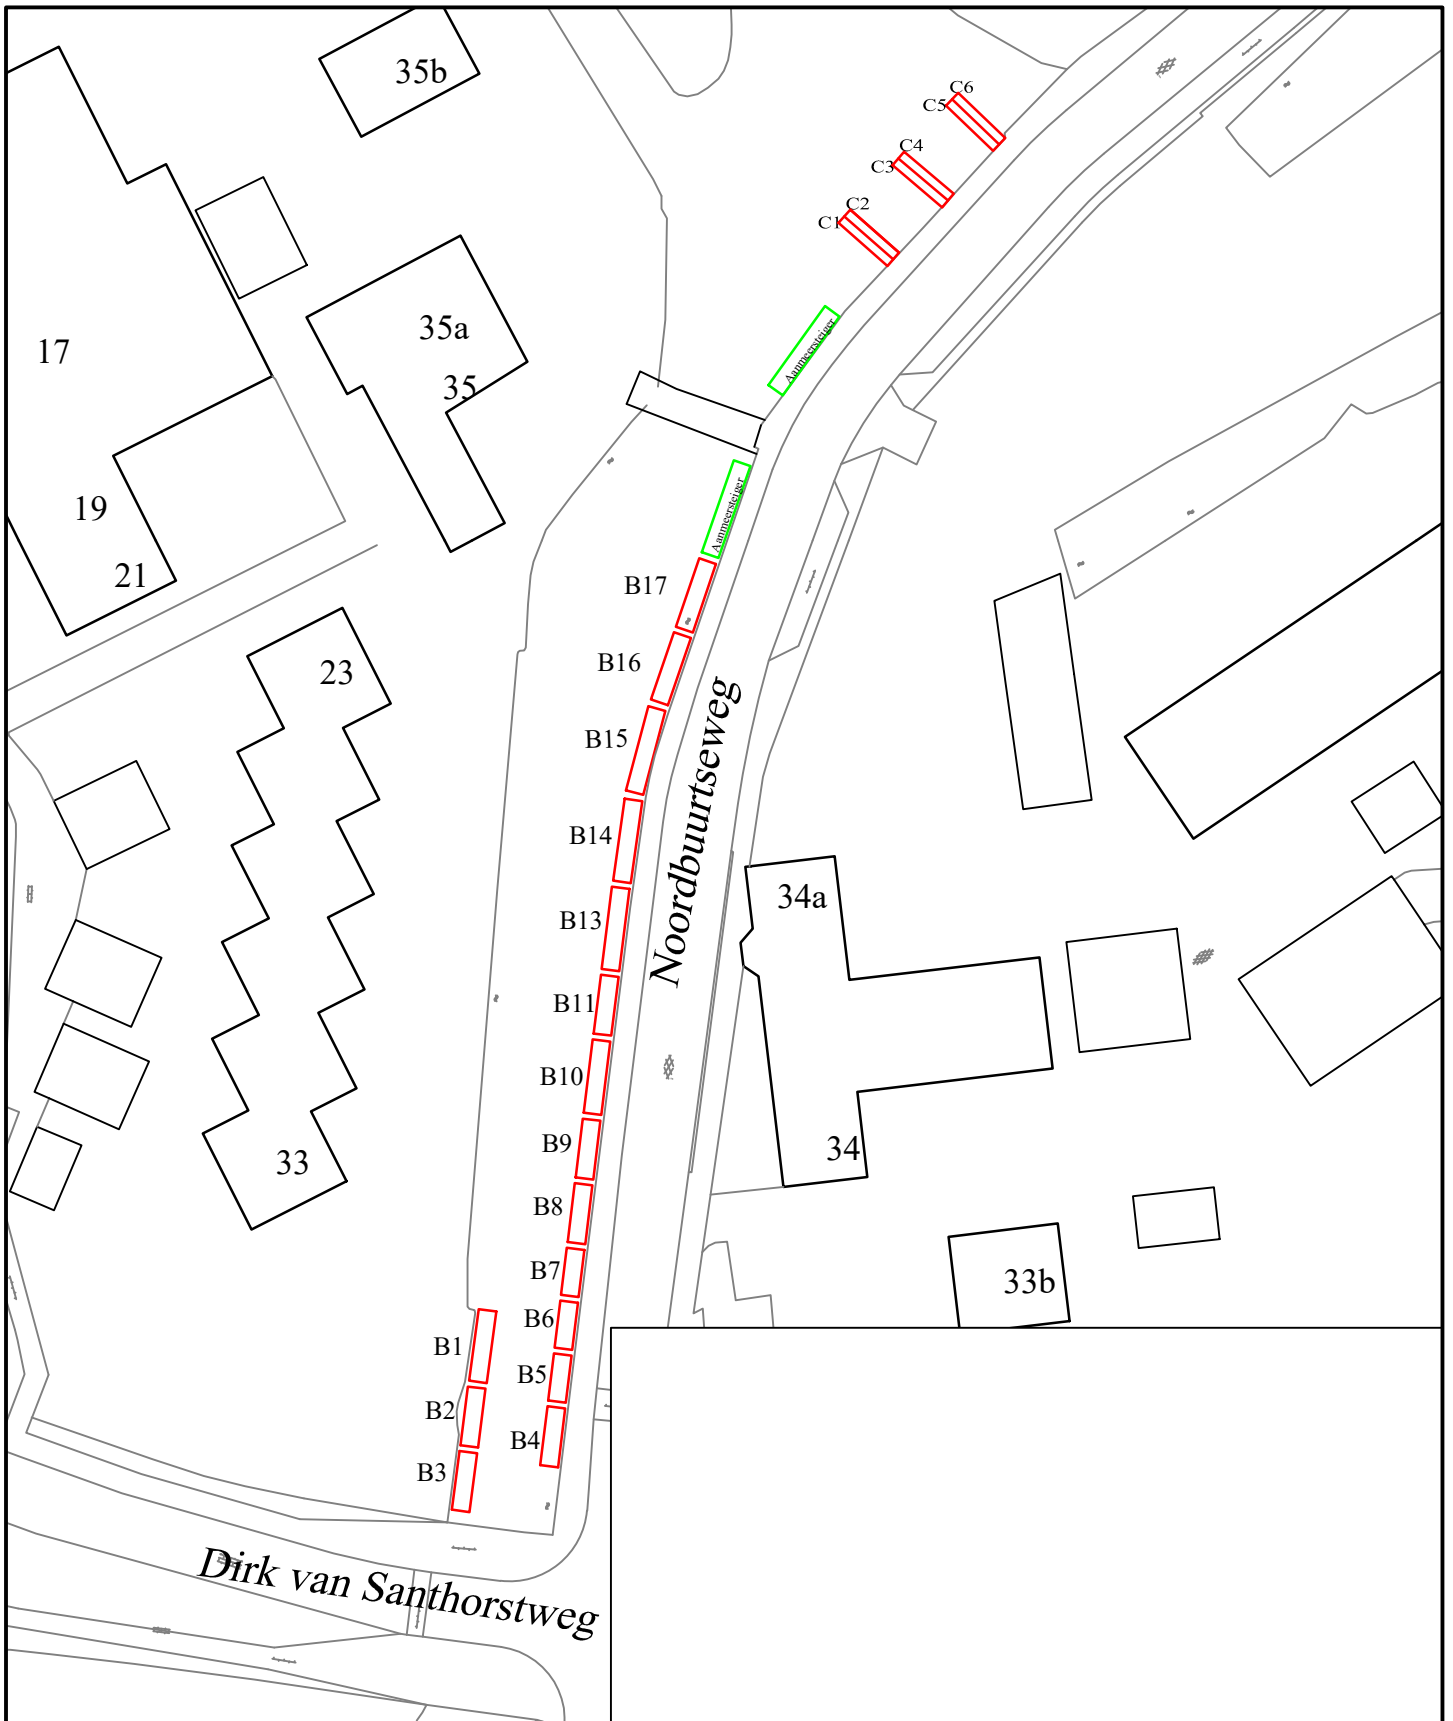 35b
C6
C5
C4
C3
C2
C1
35a
17
35
Aanmeersteiger
19
21
Aanmeersteiger
B17
23
B16
B15
Noordbuurtseweg
B14
34a
B13
B11
B10
B9
34
33
B8
B7
33b
B6
B1
B5
B2
B4
B3
Dirk van Santhorstweg